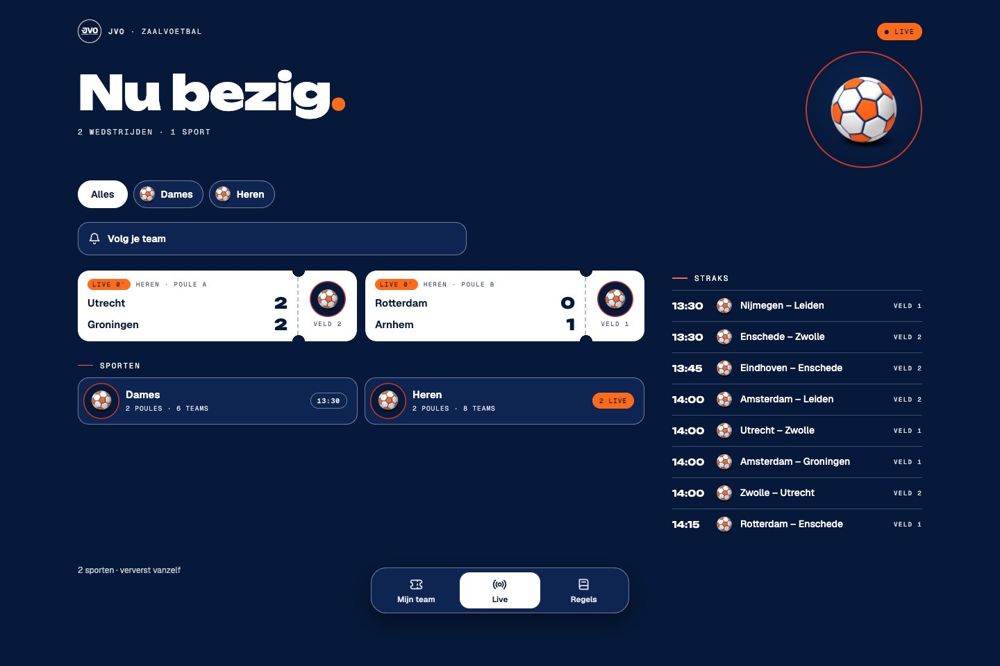 JVO JVO · ZAALVOETBAL
LIVE
Nu bezig.
2 WEDSTRIJDEN · 1 SPORT
Alles
Dames
Heren
Volg je team
LIVE 0' HEREN · POULE A
Utrecht 2
Groningen 2
VELD 2
LIVE 0' HEREN · POULE B
Rotterdam 0
Arnhem 1
VELD 1
SPORTEN
Dames
2 POULES · 6 TEAMS
13:30
Heren
2 POULES · 8 TEAMS
2 LIVE
STRAKS
13:30 Nijmegen – Leiden VELD 1
13:30 Enschede – Zwolle VELD 2
13:45 Eindhoven – Enschede VELD 2
14:00 Amsterdam – Leiden VELD 2
14:00 Utrecht – Zwolle VELD 1
14:00 Amsterdam – Groningen VELD 1
14:00 Zwolle – Utrecht VELD 2
14:15 Rotterdam – Enschede VELD 1
2 sporten · ververst vanzelf
Mijn team
Live
Regels